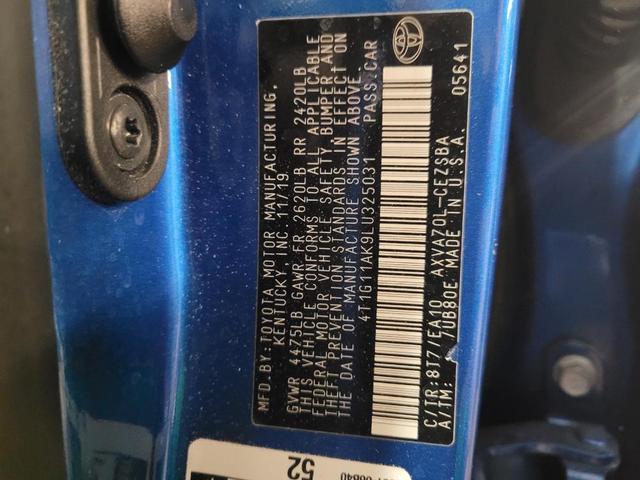 MFD.BY:TOYOTA MOTOR MANUFACTURING,
KENTUCKY, INC.11/19.
GVWR 4475LB GAWR FR 2620LB RR 2420LB
THIS VEHICLE CONFORMS TO ALL APPLICABLE
FEDERAL MOTOR VEHICLE SAFETY, BUMPER AND
THEFT PREVENTION STANDARDS IN EFFECT ON
THE DATE OF MANUFACTURE SHOWN ABOVE.
4T1G11AK9LU325031 PASS.CAR
C/TR: 8T7/EA10 AXVA70L-CEZSBA
A/TM: -/UB80E MADE IN U.S.A. 05641
52